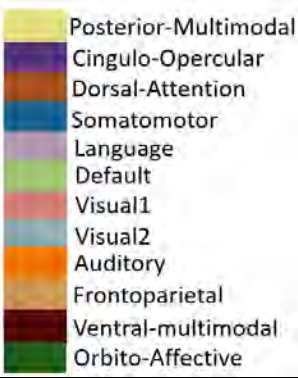 Posterior-Multimodal
Cingulo-Opercular
Dorsal-Attention
Somatomotor
Language
Default
Visual1
Visual2
Auditory
Frontoparietal
Ventral-multimodal
Orbito-Affective